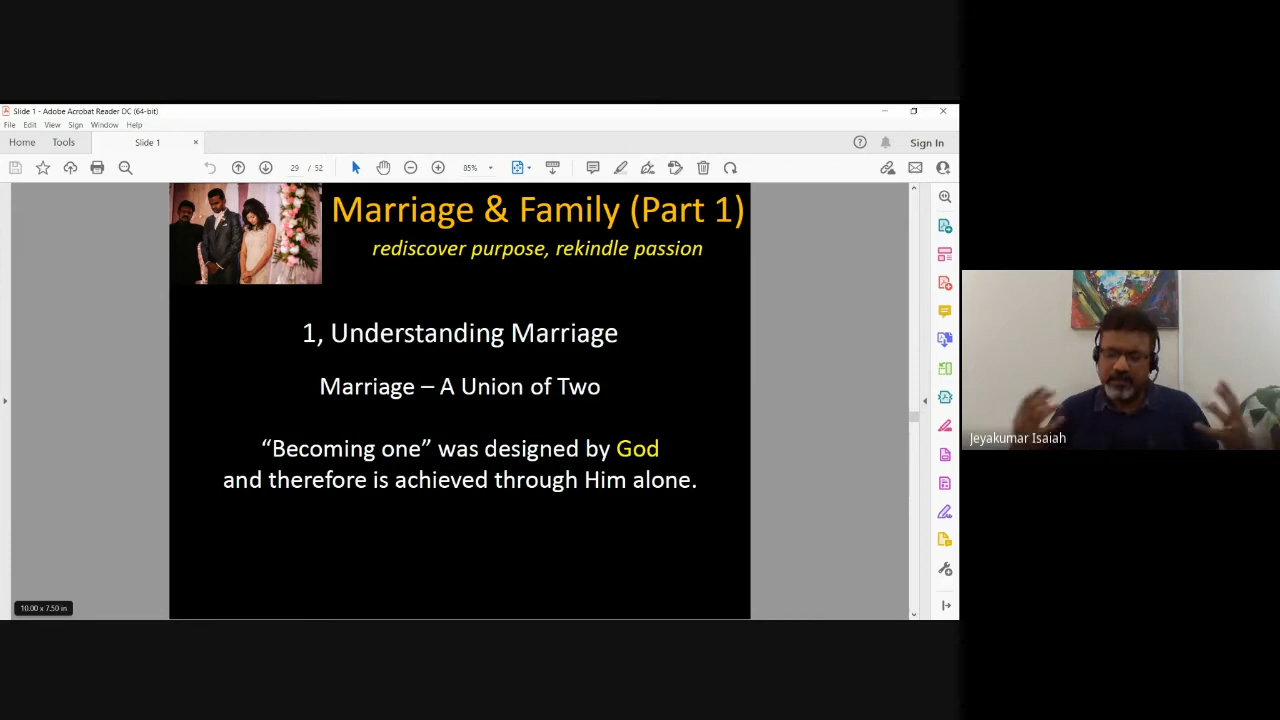 Slide 1 - Adobe Acrobat Reader DC (64-bit)
File Edit View Sign Window Help
Home Tools Slide 1 × Sign In
29 / 52 85%
Marriage & Family (Part 1)
rediscover purpose, rekindle passion
1, Understanding Marriage
Marriage – A Union of Two
“Becoming one” was designed by God
and therefore is achieved through Him alone.
Jeyakumar Isaiah
10.00 x 7.50 in